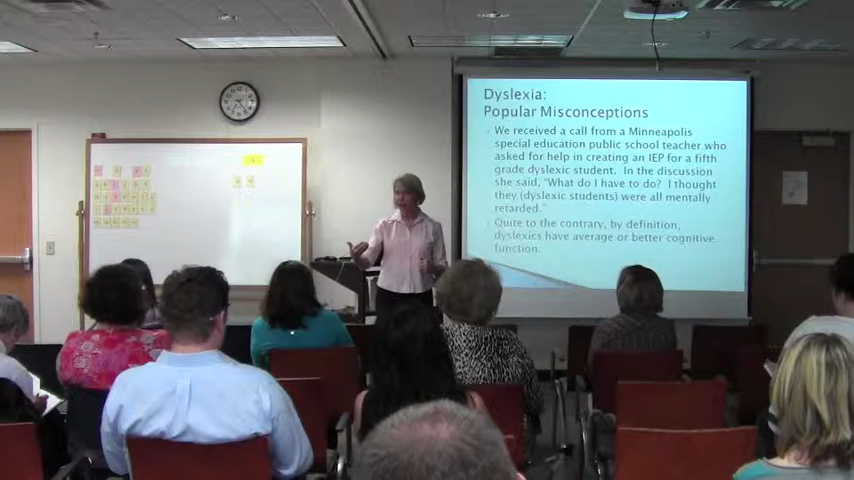 Dyslexia:
Popular Misconceptions
We received a call from a Minneapolis
special education public school teacher who
asked for help in creating an IEP for a fifth
grade dyslexic student. In the discussion
she said, "What do I have to do? I thought
they (dyslexic students) were all mentally
retarded."
Quite to the contrary, by definition,
dyslexics have average or better cognitive
function.